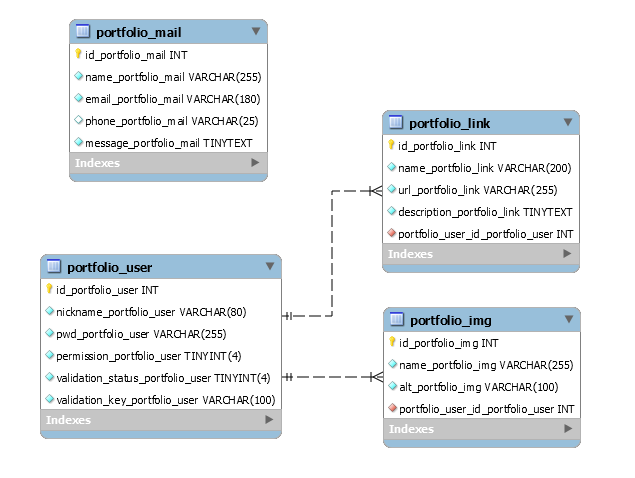 portfolio_mail
id_portfolio_mail INT
name_portfolio_mail VARCHAR(255)
email_portfolio_mail VARCHAR(180)
phone_portfolio_mail VARCHAR(25)
message_portfolio_mail TINYTEXT
Indexes
portfolio_link
id_portfolio_link INT
name_portfolio_link VARCHAR(200)
url_portfolio_link VARCHAR(255)
description_portfolio_link TINYTEXT
portfolio_user_id_portfolio_user INT
Indexes
portfolio_user
id_portfolio_user INT
nickname_portfolio_user VARCHAR(80)
pwd_portfolio_user VARCHAR(255)
permission_portfolio_user TINYINT(4)
validation_status_portfolio_user TINYINT(4)
validation_key_portfolio_user VARCHAR(100)
Indexes
portfolio_img
id_portfolio_img INT
name_portfolio_img VARCHAR(255)
alt_portfolio_img VARCHAR(100)
portfolio_user_id_portfolio_user INT
Indexes